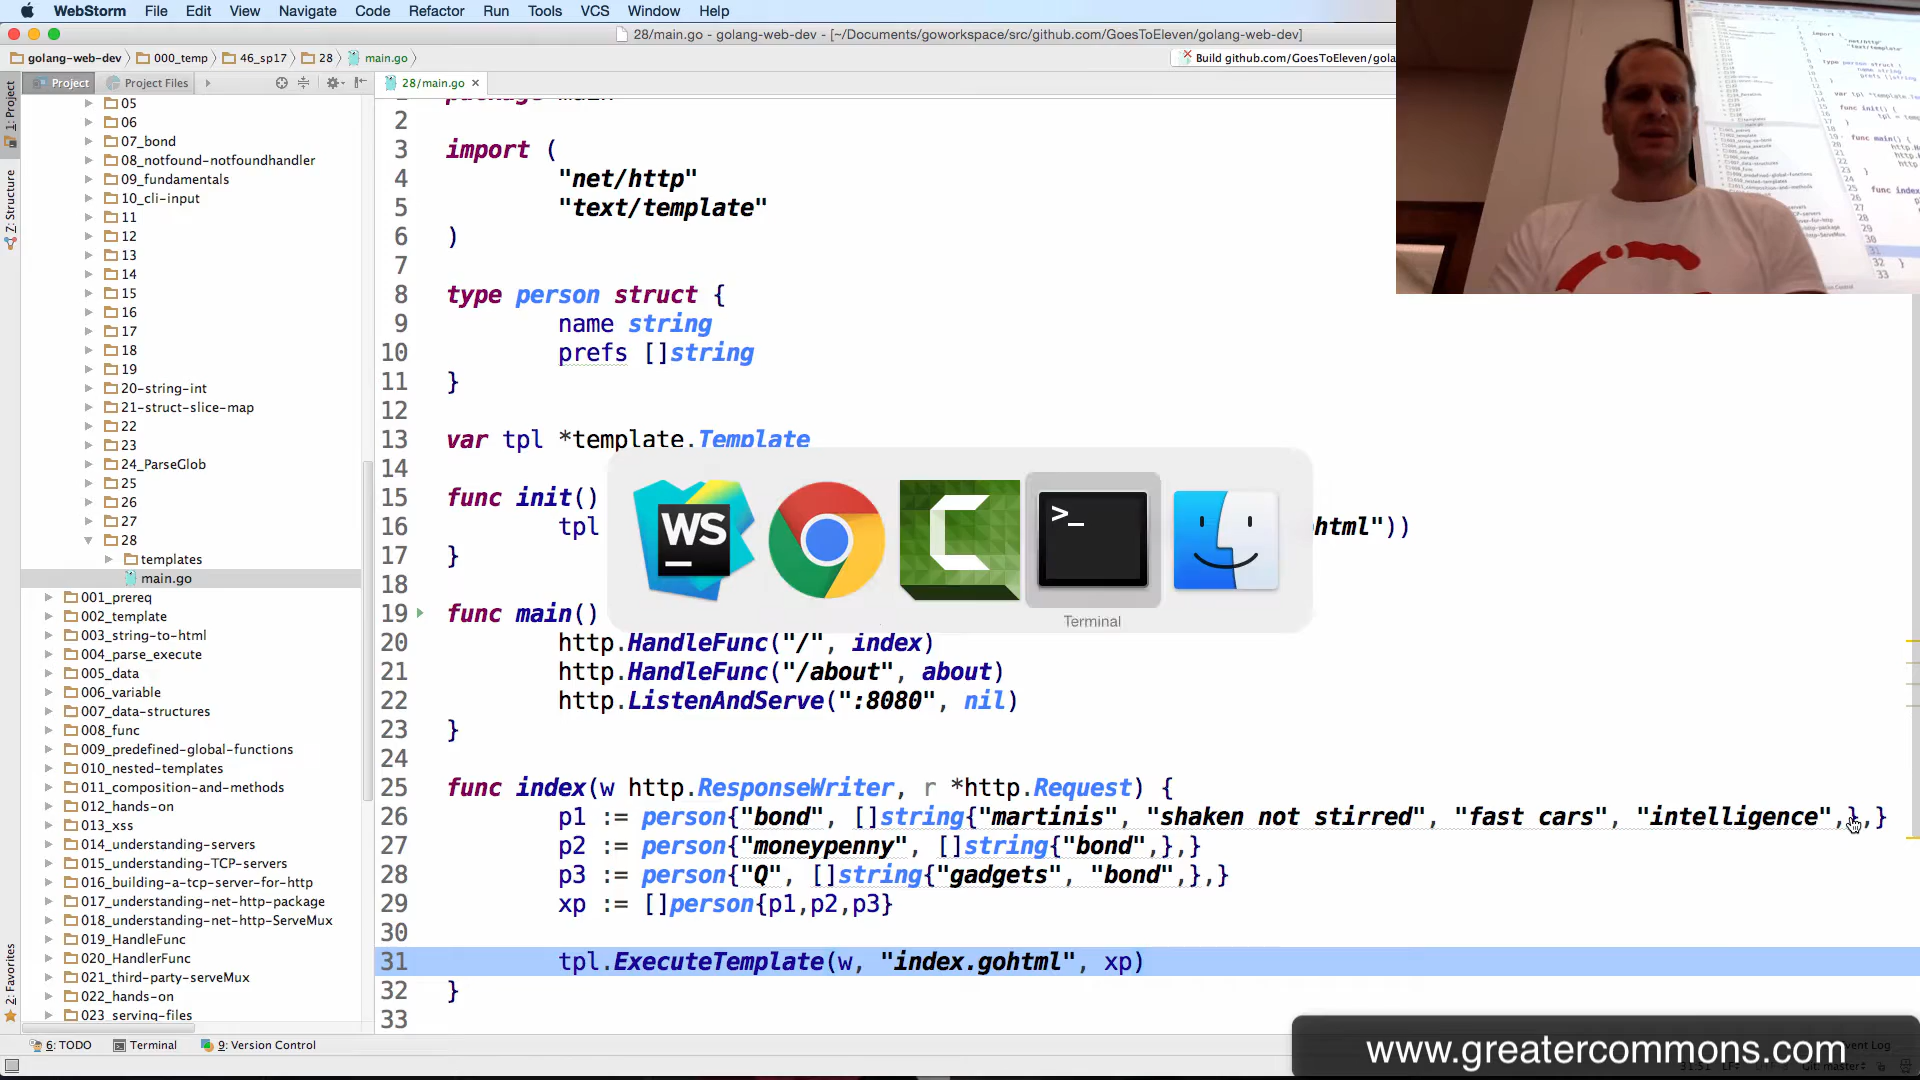 WebStorm File Edit View Navigate Code Refactor Run Tools VCS Window Help
28/main.go - golang-web-dev - [~/Documents/goworkspace/src/github.com/GoesToEleven/golang-web-dev]
golang-web-dev 000_temp 46_sp17 28 main.go
Build github.com/GoesToEleven/gola
Project Project Files
28/main.go
1: Project
Z: Structure
2: Favorites
05
06
07_bond
08_notfound-notfoundhandler
09_fundamentals
10_cli-input
11
12
13
14
15
16
17
18
19
20-string-int
21-struct-slice-map
22
23
24_ParseGlob
25
26
27
28
templates
main.go
001_prereq
002_template
003_string-to-html
004_parse_execute
005_data
006_variable
007_data-structures
008_func
009_predefined-global-functions
010_nested-templates
011_composition-and-methods
012_hands-on
013_xss
014_understanding-servers
015_understanding-TCP-servers
016_building-a-tcp-server-for-http
017_understanding-net-http-package
018_understanding-net-http-ServeMux
019_HandleFunc
020_HandlerFunc
021_third-party-serveMux
022_hands-on
023_serving-files
2
3 import (
4 "net/http"
5 "text/template"
6 )
7
8 type person struct {
9 name string
10 prefs []string
11 }
12
13 var tpl *template.Template
14
15 func init()
16 tpl html"))
17 }
18
19 func main()
20 http.HandleFunc("/", index)
21 http.HandleFunc("/about", about)
22 http.ListenAndServe(":8080", nil)
23 }
24
25 func index(w http.ResponseWriter, r *http.Request) {
26 p1 := person{"bond", []string{"martinis", "shaken not stirred", "fast cars", "intelligence",},}
27 p2 := person{"moneypenny", []string{"bond",},}
28 p3 := person{"Q", []string{"gadgets", "bond",},}
29 xp := []person{p1,p2,p3}
30
31 tpl.ExecuteTemplate(w, "index.gohtml", xp)
32 }
33
WS
>_
Terminal
6: TODO Terminal 9: Version Control
www.greatercommons.com